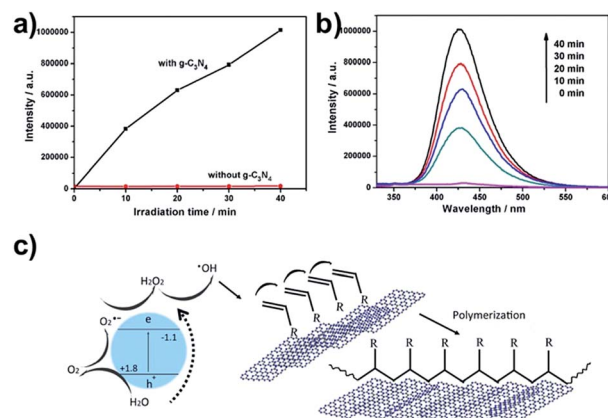 a)
Intensity / a.u.
1000000
800000
600000
400000
200000
0
with g-C3N4
without g-C3N4
0 10 20 30 40
Irradiation time / min
b)
Intensity / a.u.
1000000
800000
600000
400000
200000
0
40 min
30 min
20 min
10 min
0 min
350 400 450 500 550 600
Wavelength / nm
c)
•OH
H2O2
O2•−
e
-1.1
O2
+1.8
h+
H2O
R R R R
Polymerization
R R R R R R